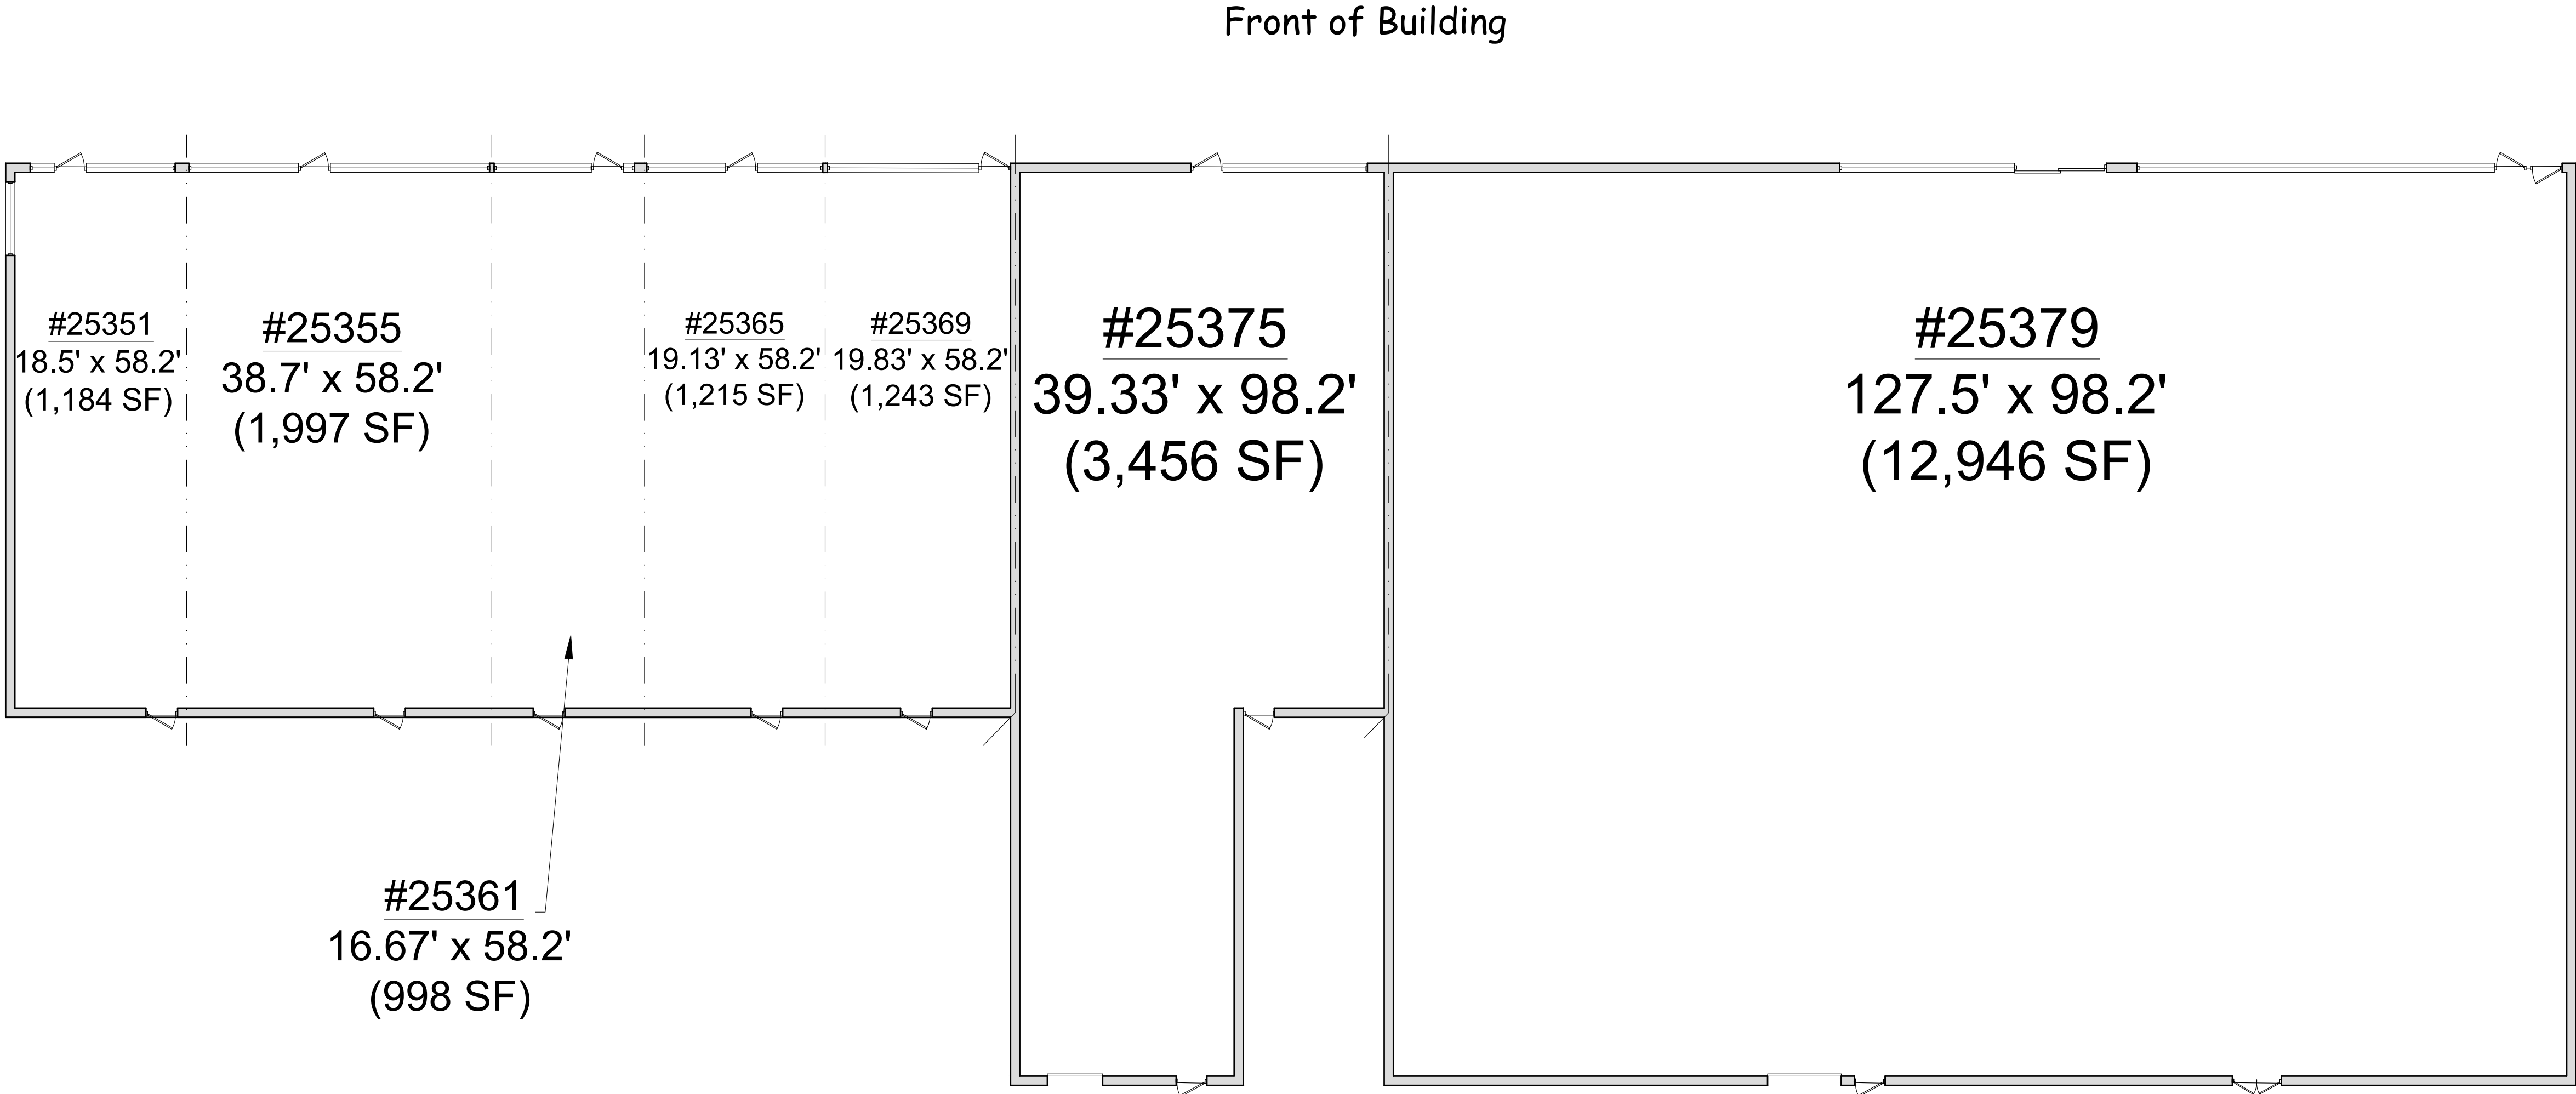 Front of Building
#25351
18.5' x 58.2'
(1,184 SF)
#25355
38.7' x 58.2'
(1,997 SF)
#25365
19.13' x 58.2'
(1,215 SF)
#25369
19.83' x 58.2'
(1,243 SF)
#25375
39.33' x 98.2'
(3,456 SF)
#25379
127.5' x 98.2'
(12,946 SF)
#25361
16.67' x 58.2'
(998 SF)